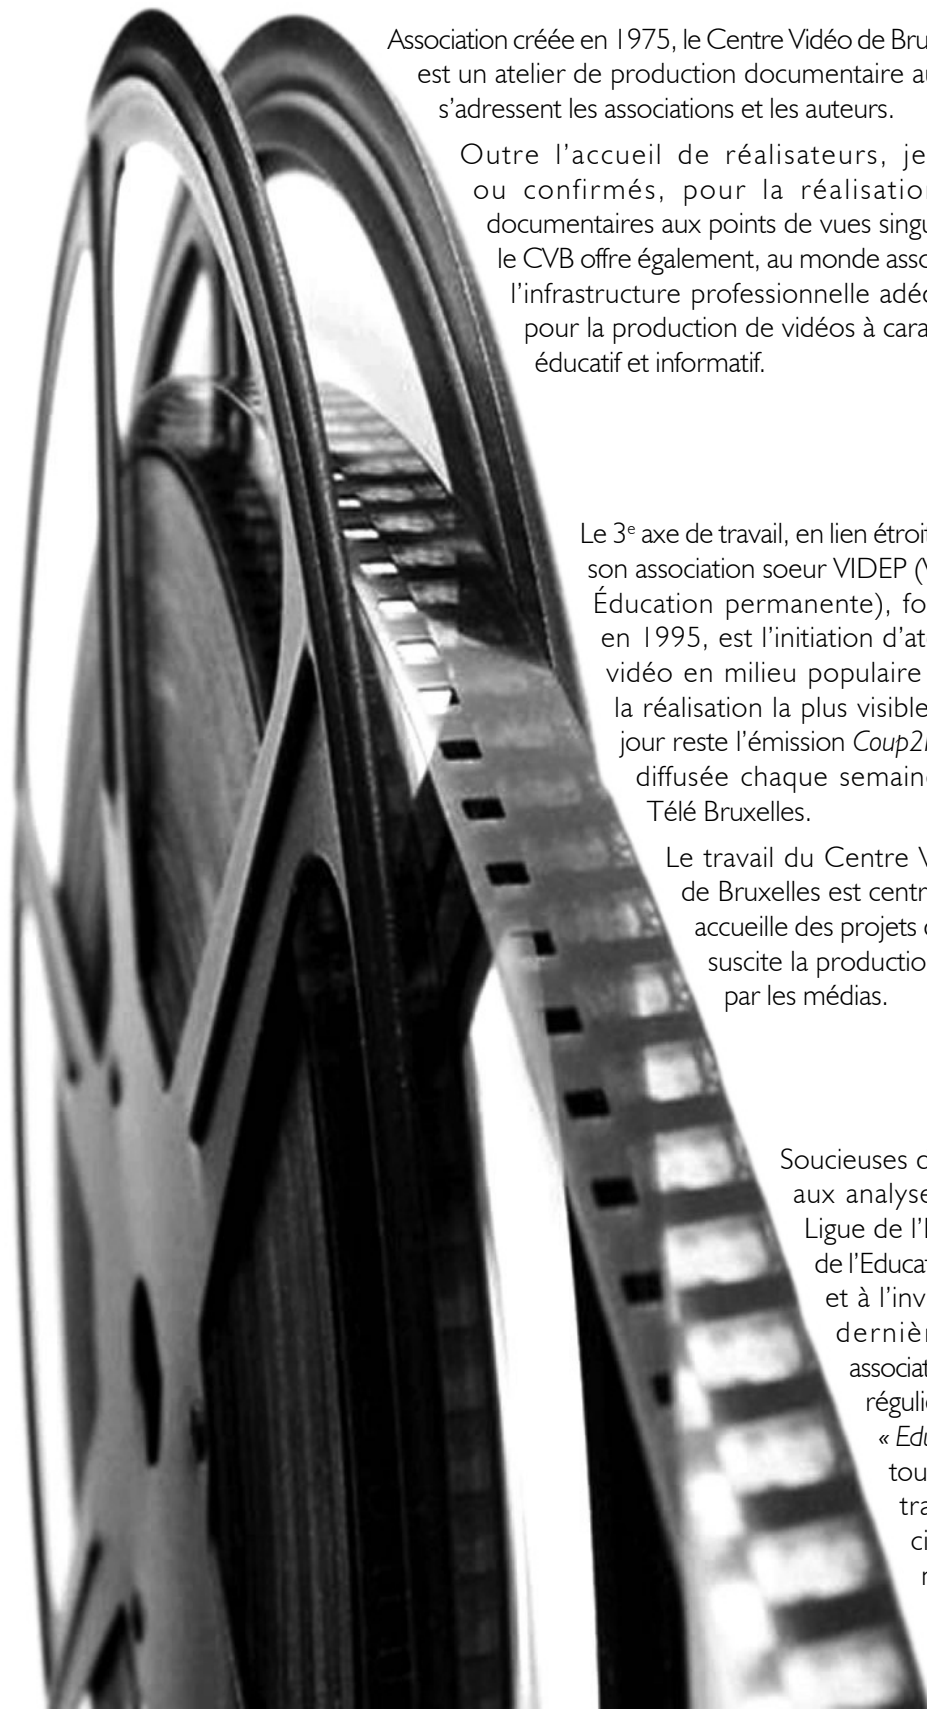 Association créée en 1975, le Centre Vidéo de Bru
est un atelier de production documentaire au
s’adressent les associations et les auteurs.
Outre l’accueil de réalisateurs, je
ou confirmés, pour la réalisation
documentaires aux points de vues singu
le CVB offre également, au monde asso
l’infrastructure professionnelle adéc
pour la production de vidéos à cara
éducatif et informatif.
Le 3e axe de travail, en lien étroit
son association soeur VIDEP (V
Éducation permanente), fo
en 1995, est l’initiation d’ate
vidéo en milieu populaire
la réalisation la plus visible
jour reste l’émission Coup2
diffusée chaque semaine
Télé Bruxelles.
Le travail du Centre V
de Bruxelles est centr
accueille des projets
suscite la production
par les médias.
Soucieuses
aux analyse
Ligue de l’
de l’Educat
et à l’inv
dernièr
associat
régulie
« Edu
tou
tra
ci